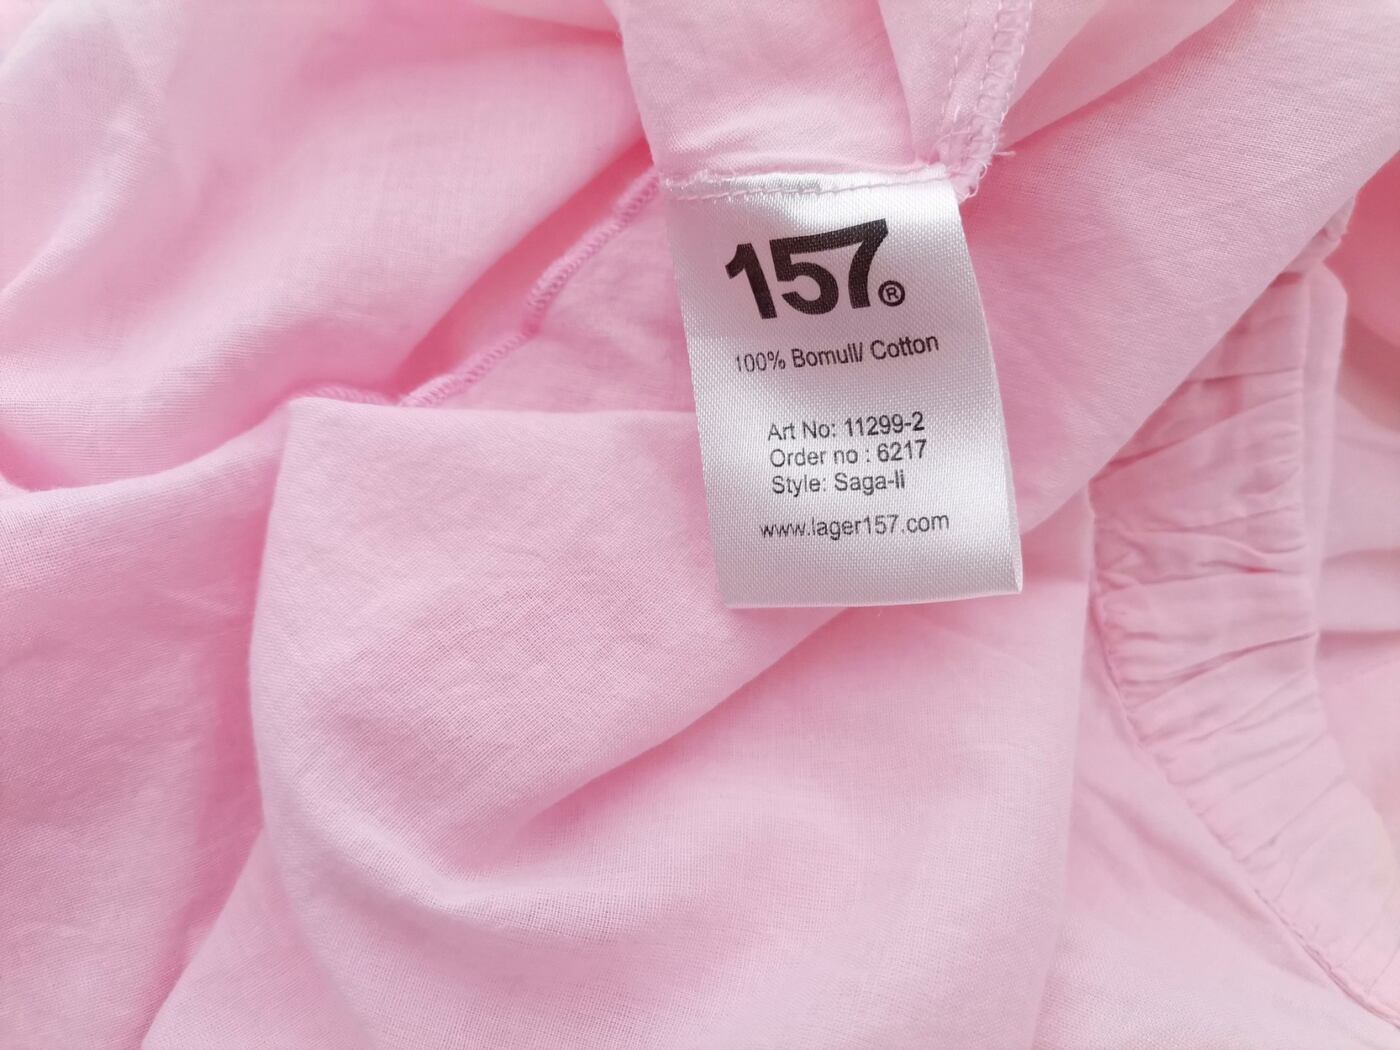 157®
100% Bomull/ Cotton
Art No: 11299-2
Order no : 6217
Style: Saga-li
www.lager157.com